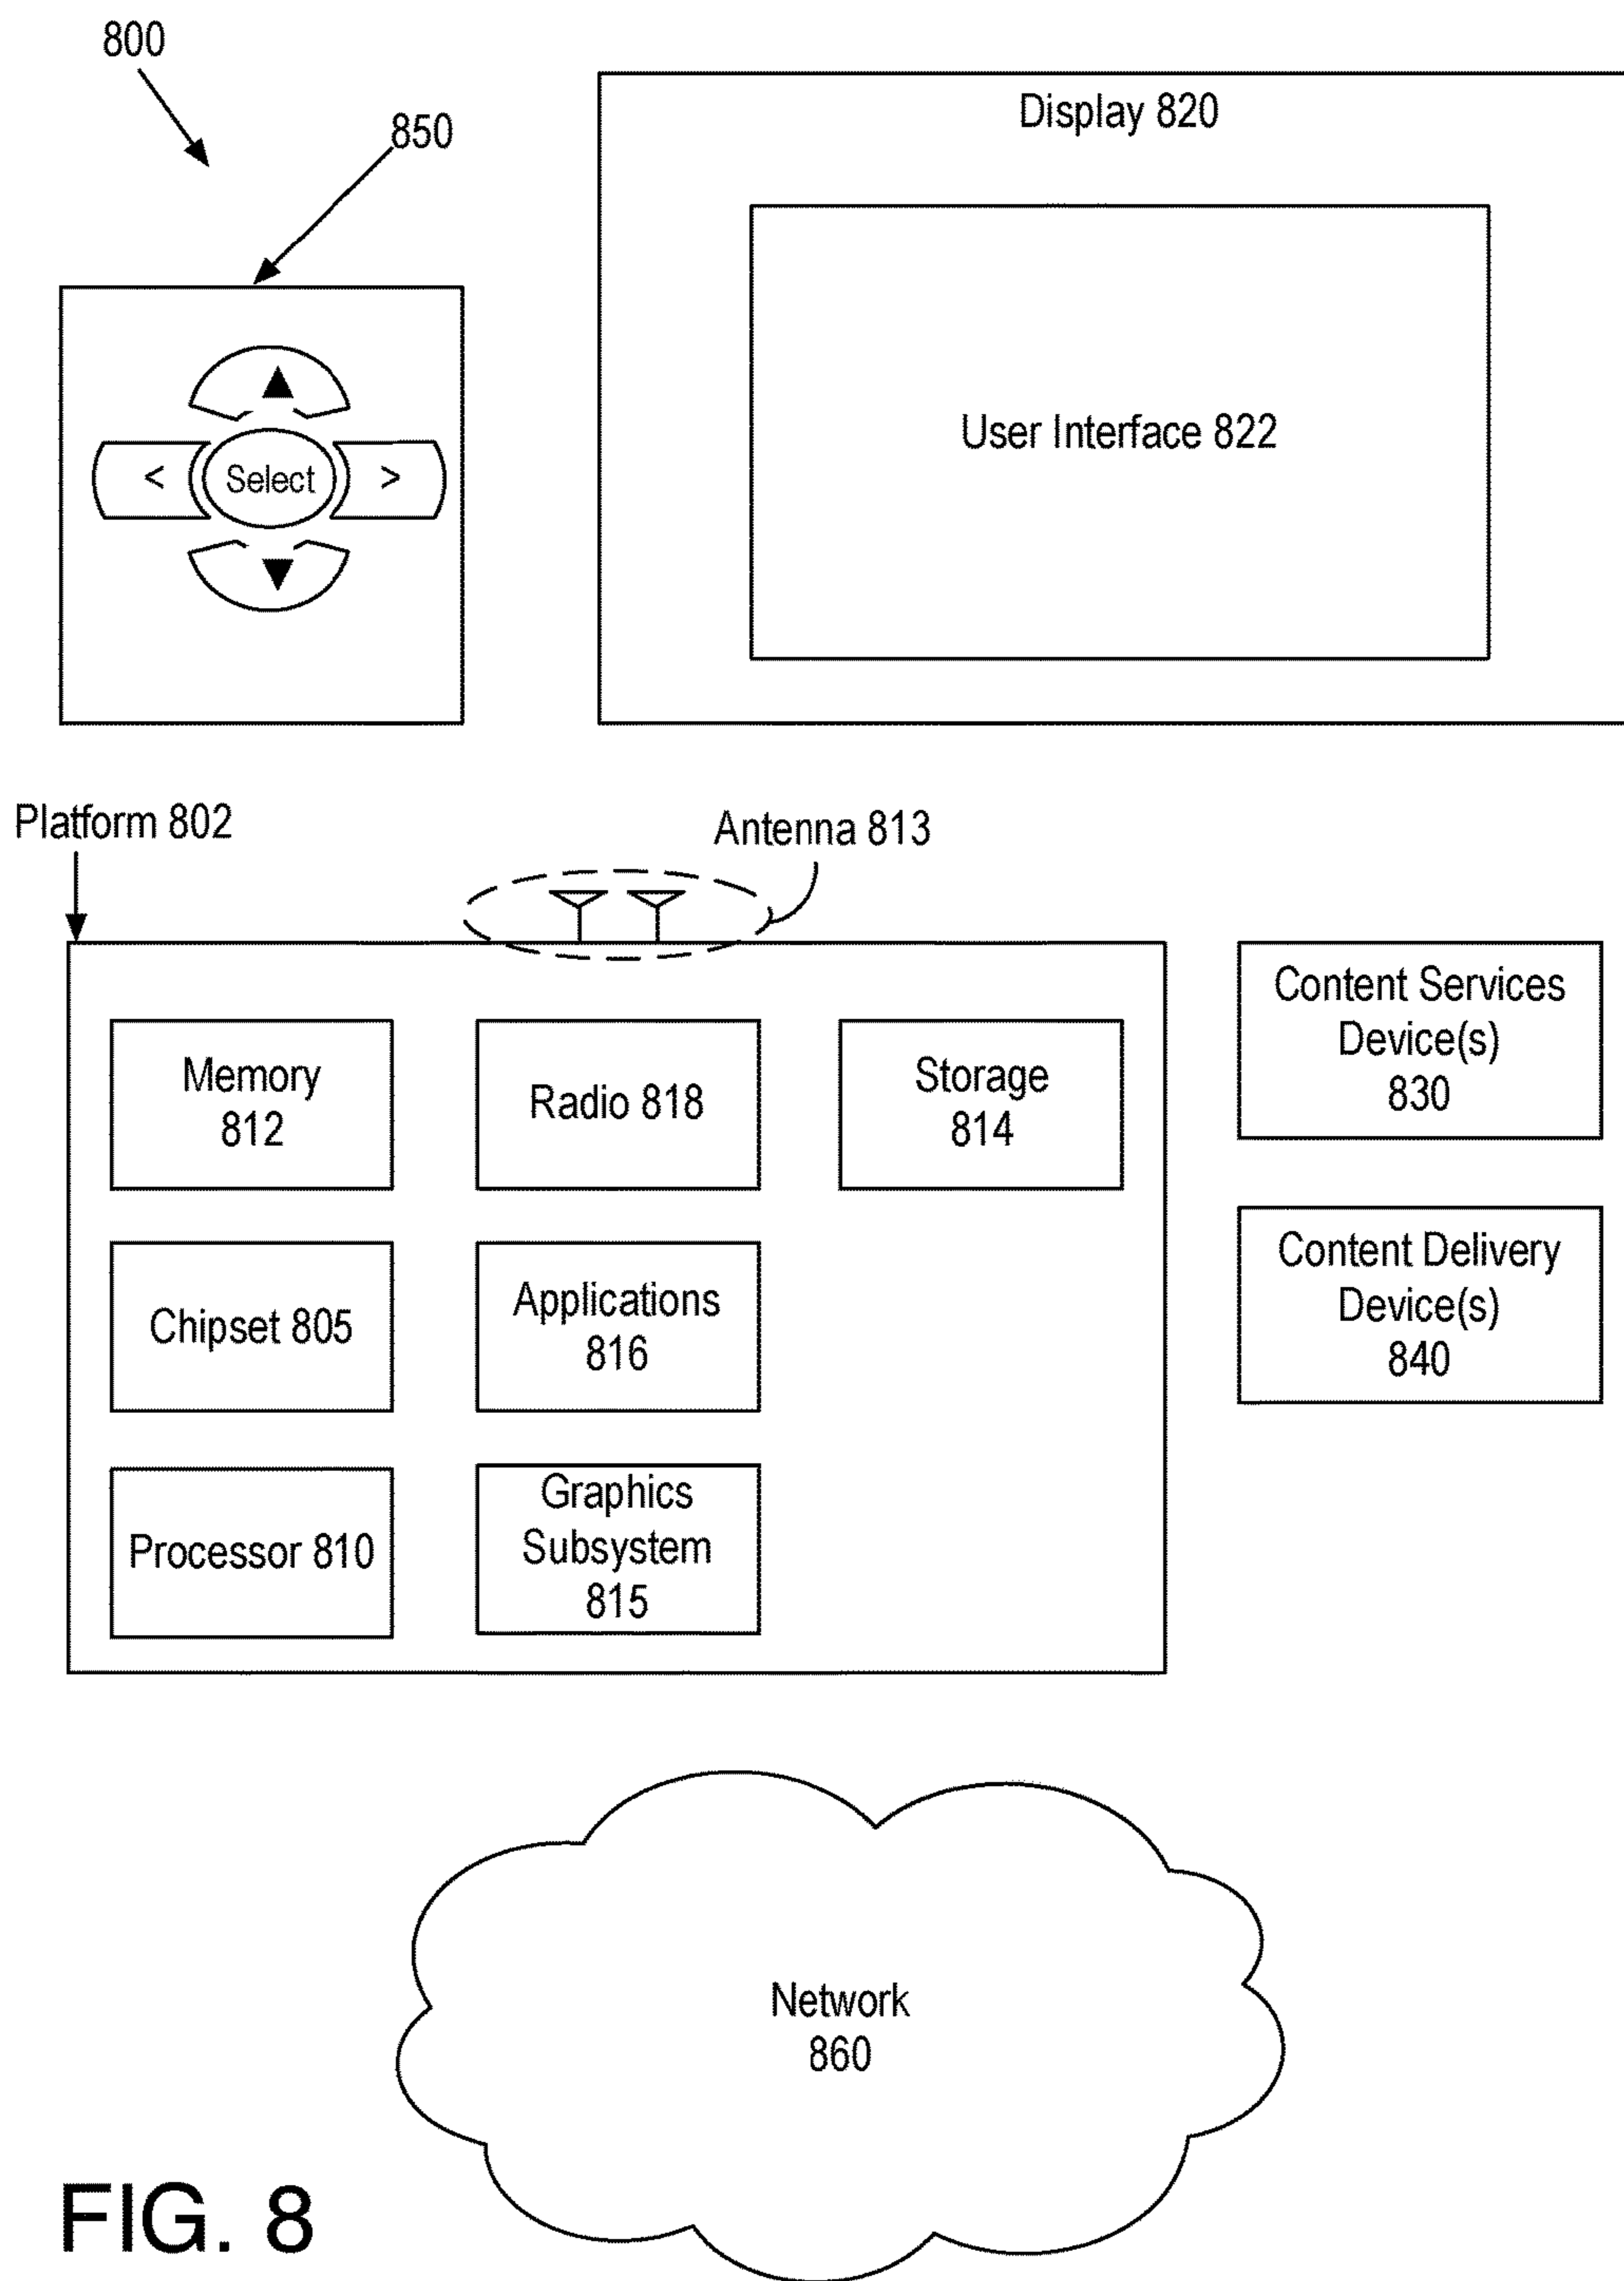 800
850
Display 820
User Interface 822
<
Select
>
Platform 802
Antenna 813
Memory
812
Radio 818
Storage
814
Content Services
Device(s)
830
Chipset 805
Applications
816
Content Delivery
Device(s)
840
Processor 810
Graphics
Subsystem
815
Network
860
FIG. 8